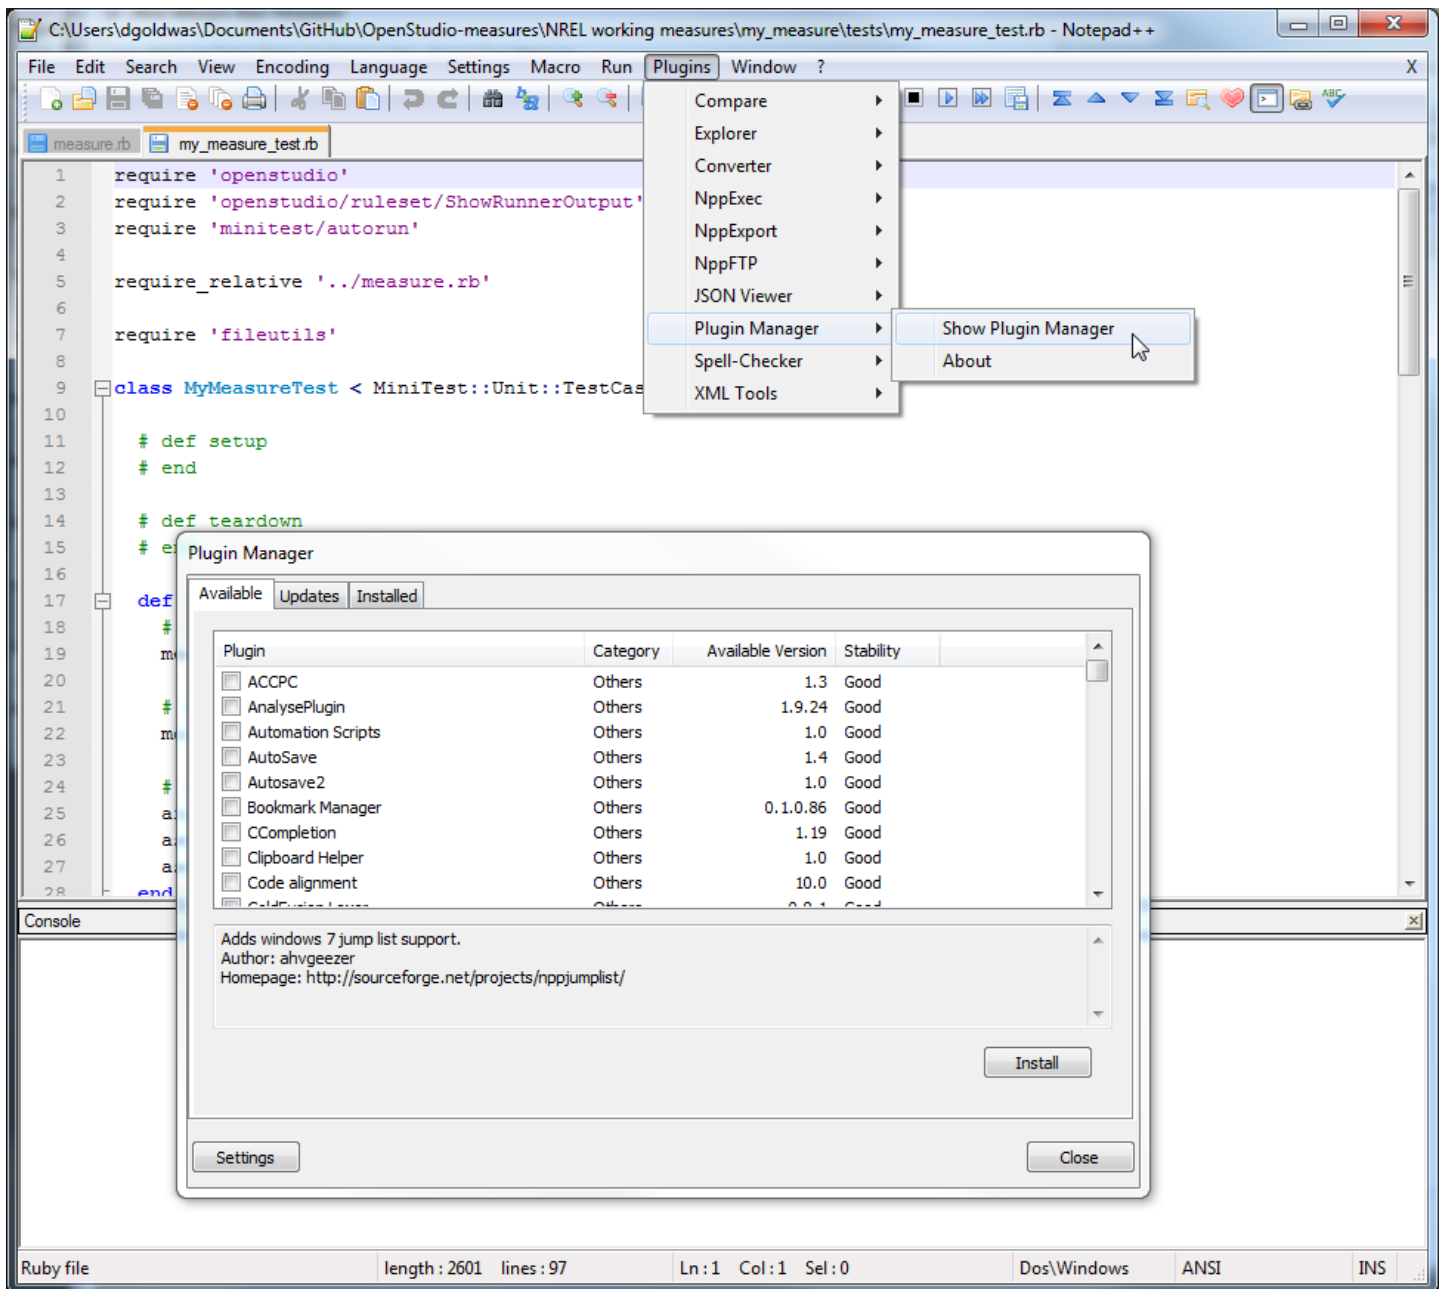 C:\Users\dgoldwas\Documents\GitHub\OpenStudio-measures\NREL working measures\my_measure\tests\my_measure_test.rb - Notepad++
File Edit Search View Encoding Language Settings Macro Run Plugins Window ? X
measure.rb my_measure_test.rb
Compare
Explorer
Converter
NppExec
NppExport
NppFTP
JSON Viewer
Plugin Manager
Spell-Checker
XML Tools
Show Plugin Manager
About
1 require 'openstudio'
2 require 'openstudio/ruleset/ShowRunnerOutput'
3 require 'minitest/autorun'
4
5 require_relative '../measure.rb'
6
7 require 'fileutils'
8
9 class MyMeasureTest < MiniTest::Unit::TestCas
10
11 # def setup
12 # end
13
14 # def teardown
15 # e
16
17 def
18 #
19 m
20
21 #
22 m
23
24 #
25 a
26 a
27 a
28 end
Plugin Manager
Available Updates Installed
Plugin Category Available Version Stability
ACCPC Others 1.3 Good
AnalysePlugin Others 1.9.24 Good
Automation Scripts Others 1.0 Good
AutoSave Others 1.4 Good
Autosave2 Others 1.0 Good
Bookmark Manager Others 0.1.0.86 Good
CCompletion Others 1.19 Good
Clipboard Helper Others 1.0 Good
Code alignment Others 10.0 Good
Adds windows 7 jump list support.
Author: ahvgeezer
Homepage: http://sourceforge.net/projects/nppjumplist/
Install
Settings Close
Console
Ruby file length : 2601 lines : 97 Ln : 1 Col : 1 Sel : 0 Dos\Windows ANSI INS